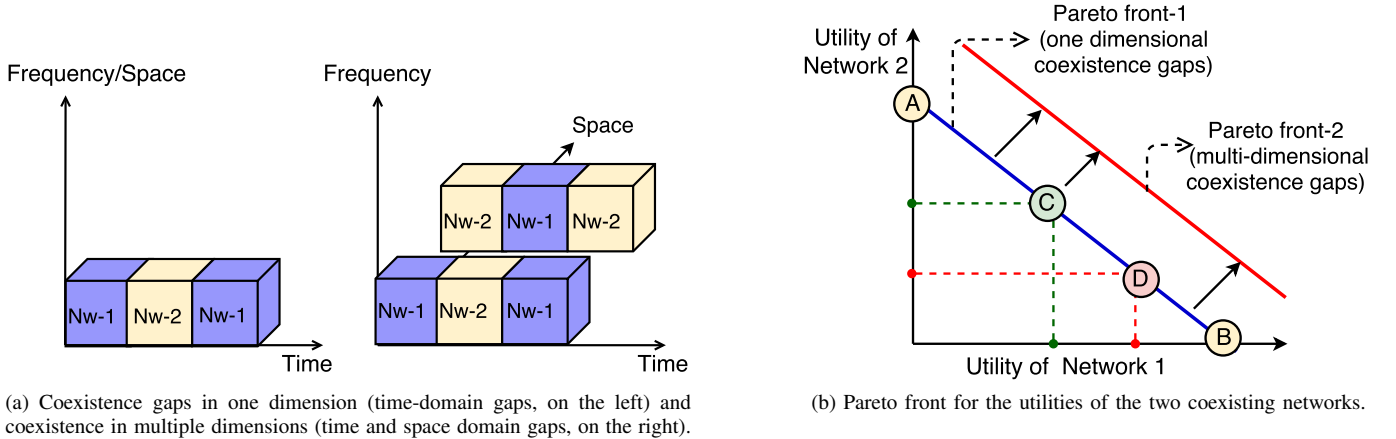 Frequency/Space
Nw-1 Nw-2 Nw-1
Time
Frequency
Space
Nw-2 Nw-1 Nw-2
Nw-1 Nw-2 Nw-1
Time
(a) Coexistence gaps in one dimension (time-domain gaps, on the left) and
coexistence in multiple dimensions (time and space domain gaps, on the right).
Utility of
Network 2
Pareto front-1
(one dimensional
coexistence gaps)
Pareto front-2
(multi-dimensional
coexistence gaps)
A
C
D
B
Utility of Network 1
(b) Pareto front for the utilities of the two coexisting networks.